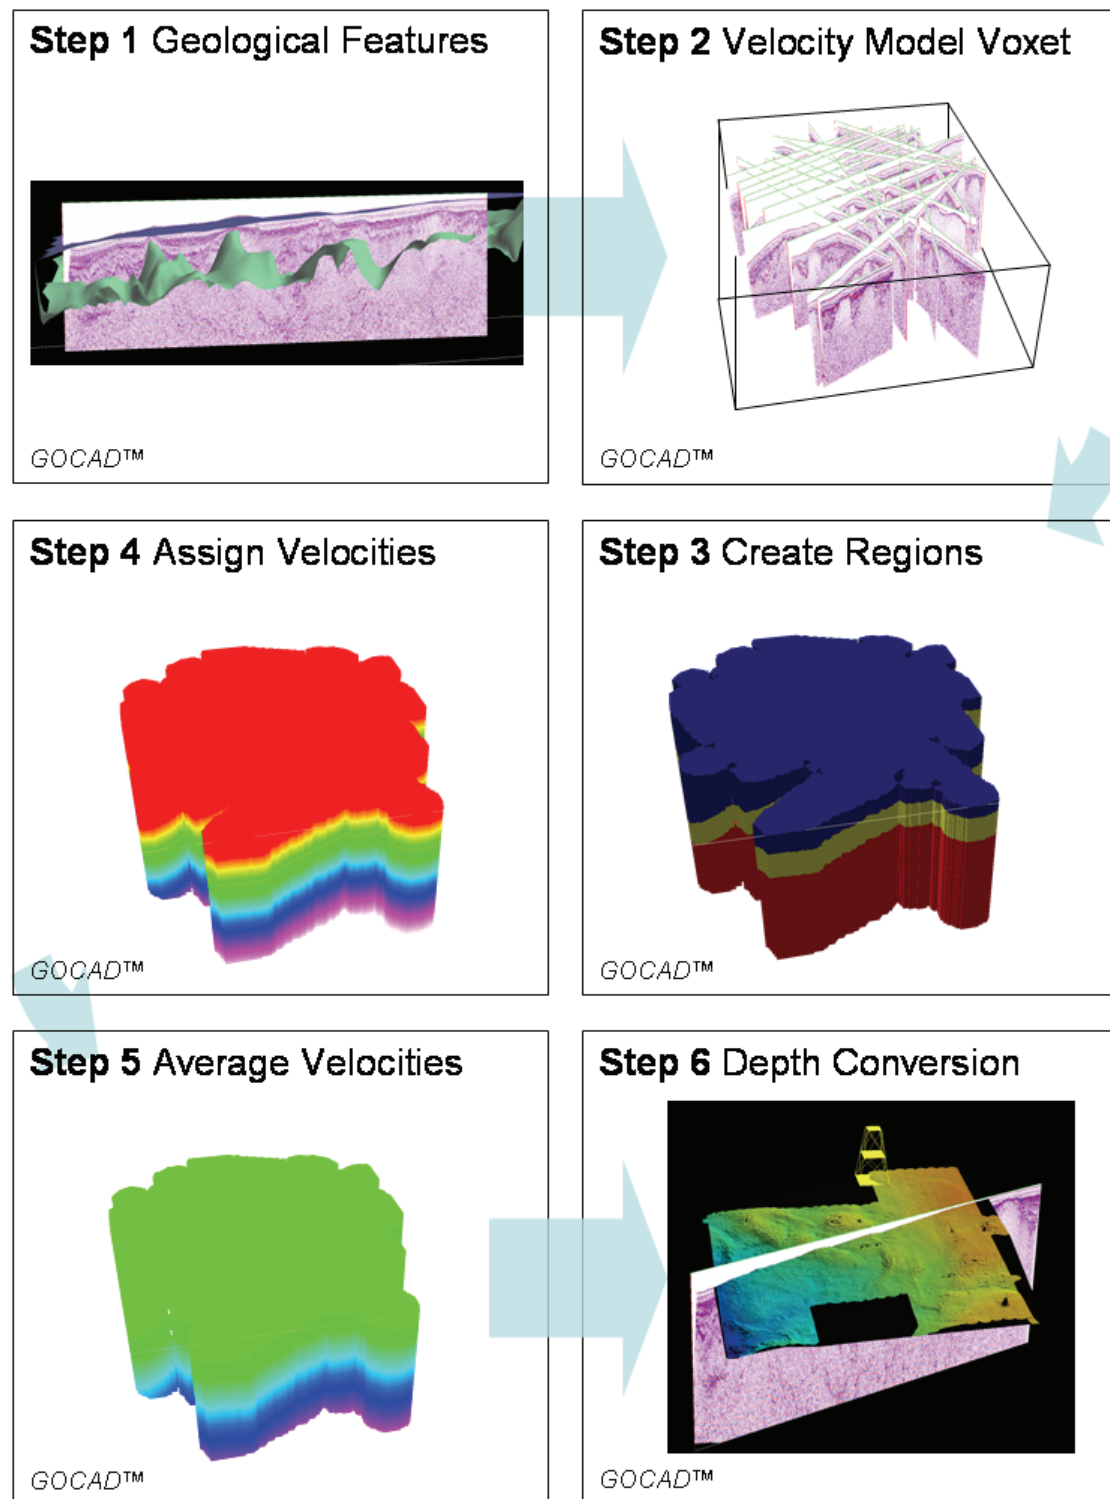 Step 1 Geological Features
GOCAD™
Step 2 Velocity Model Voxet
GOCAD™
Step 4 Assign Velocities
GOCAD™
Step 3 Create Regions
GOCAD™
Step 5 Average Velocities
GOCAD™
Step 6 Depth Conversion
GOCAD™